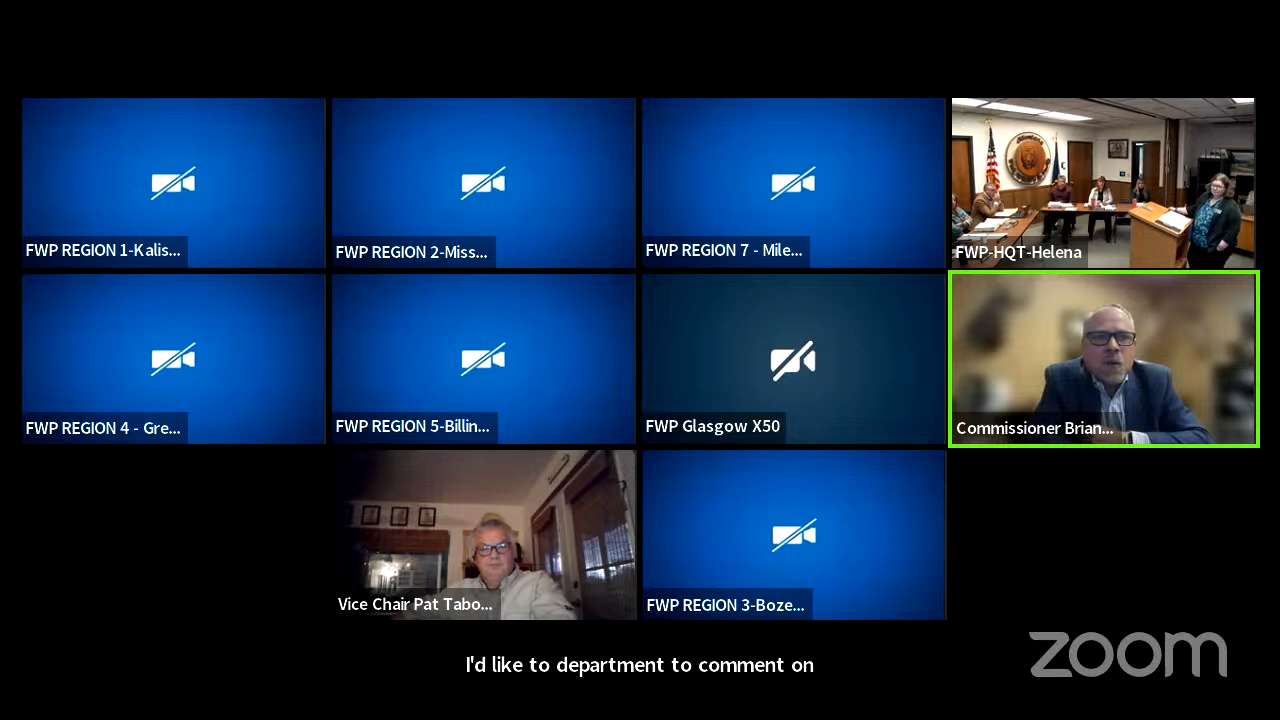 FWP REGION 1-Kalis...
FWP REGION 2-Miss...
FWP REGION 7 - Mile...
FWP-HQT-Helena
FWP REGION 4 - Gre...
FWP REGION 5-Billin...
FWP Glasgow X50
Commissioner Brian...
Vice Chair Pat Tabo...
FWP REGION 3-Boze...
I'd like to department to comment on
zoom